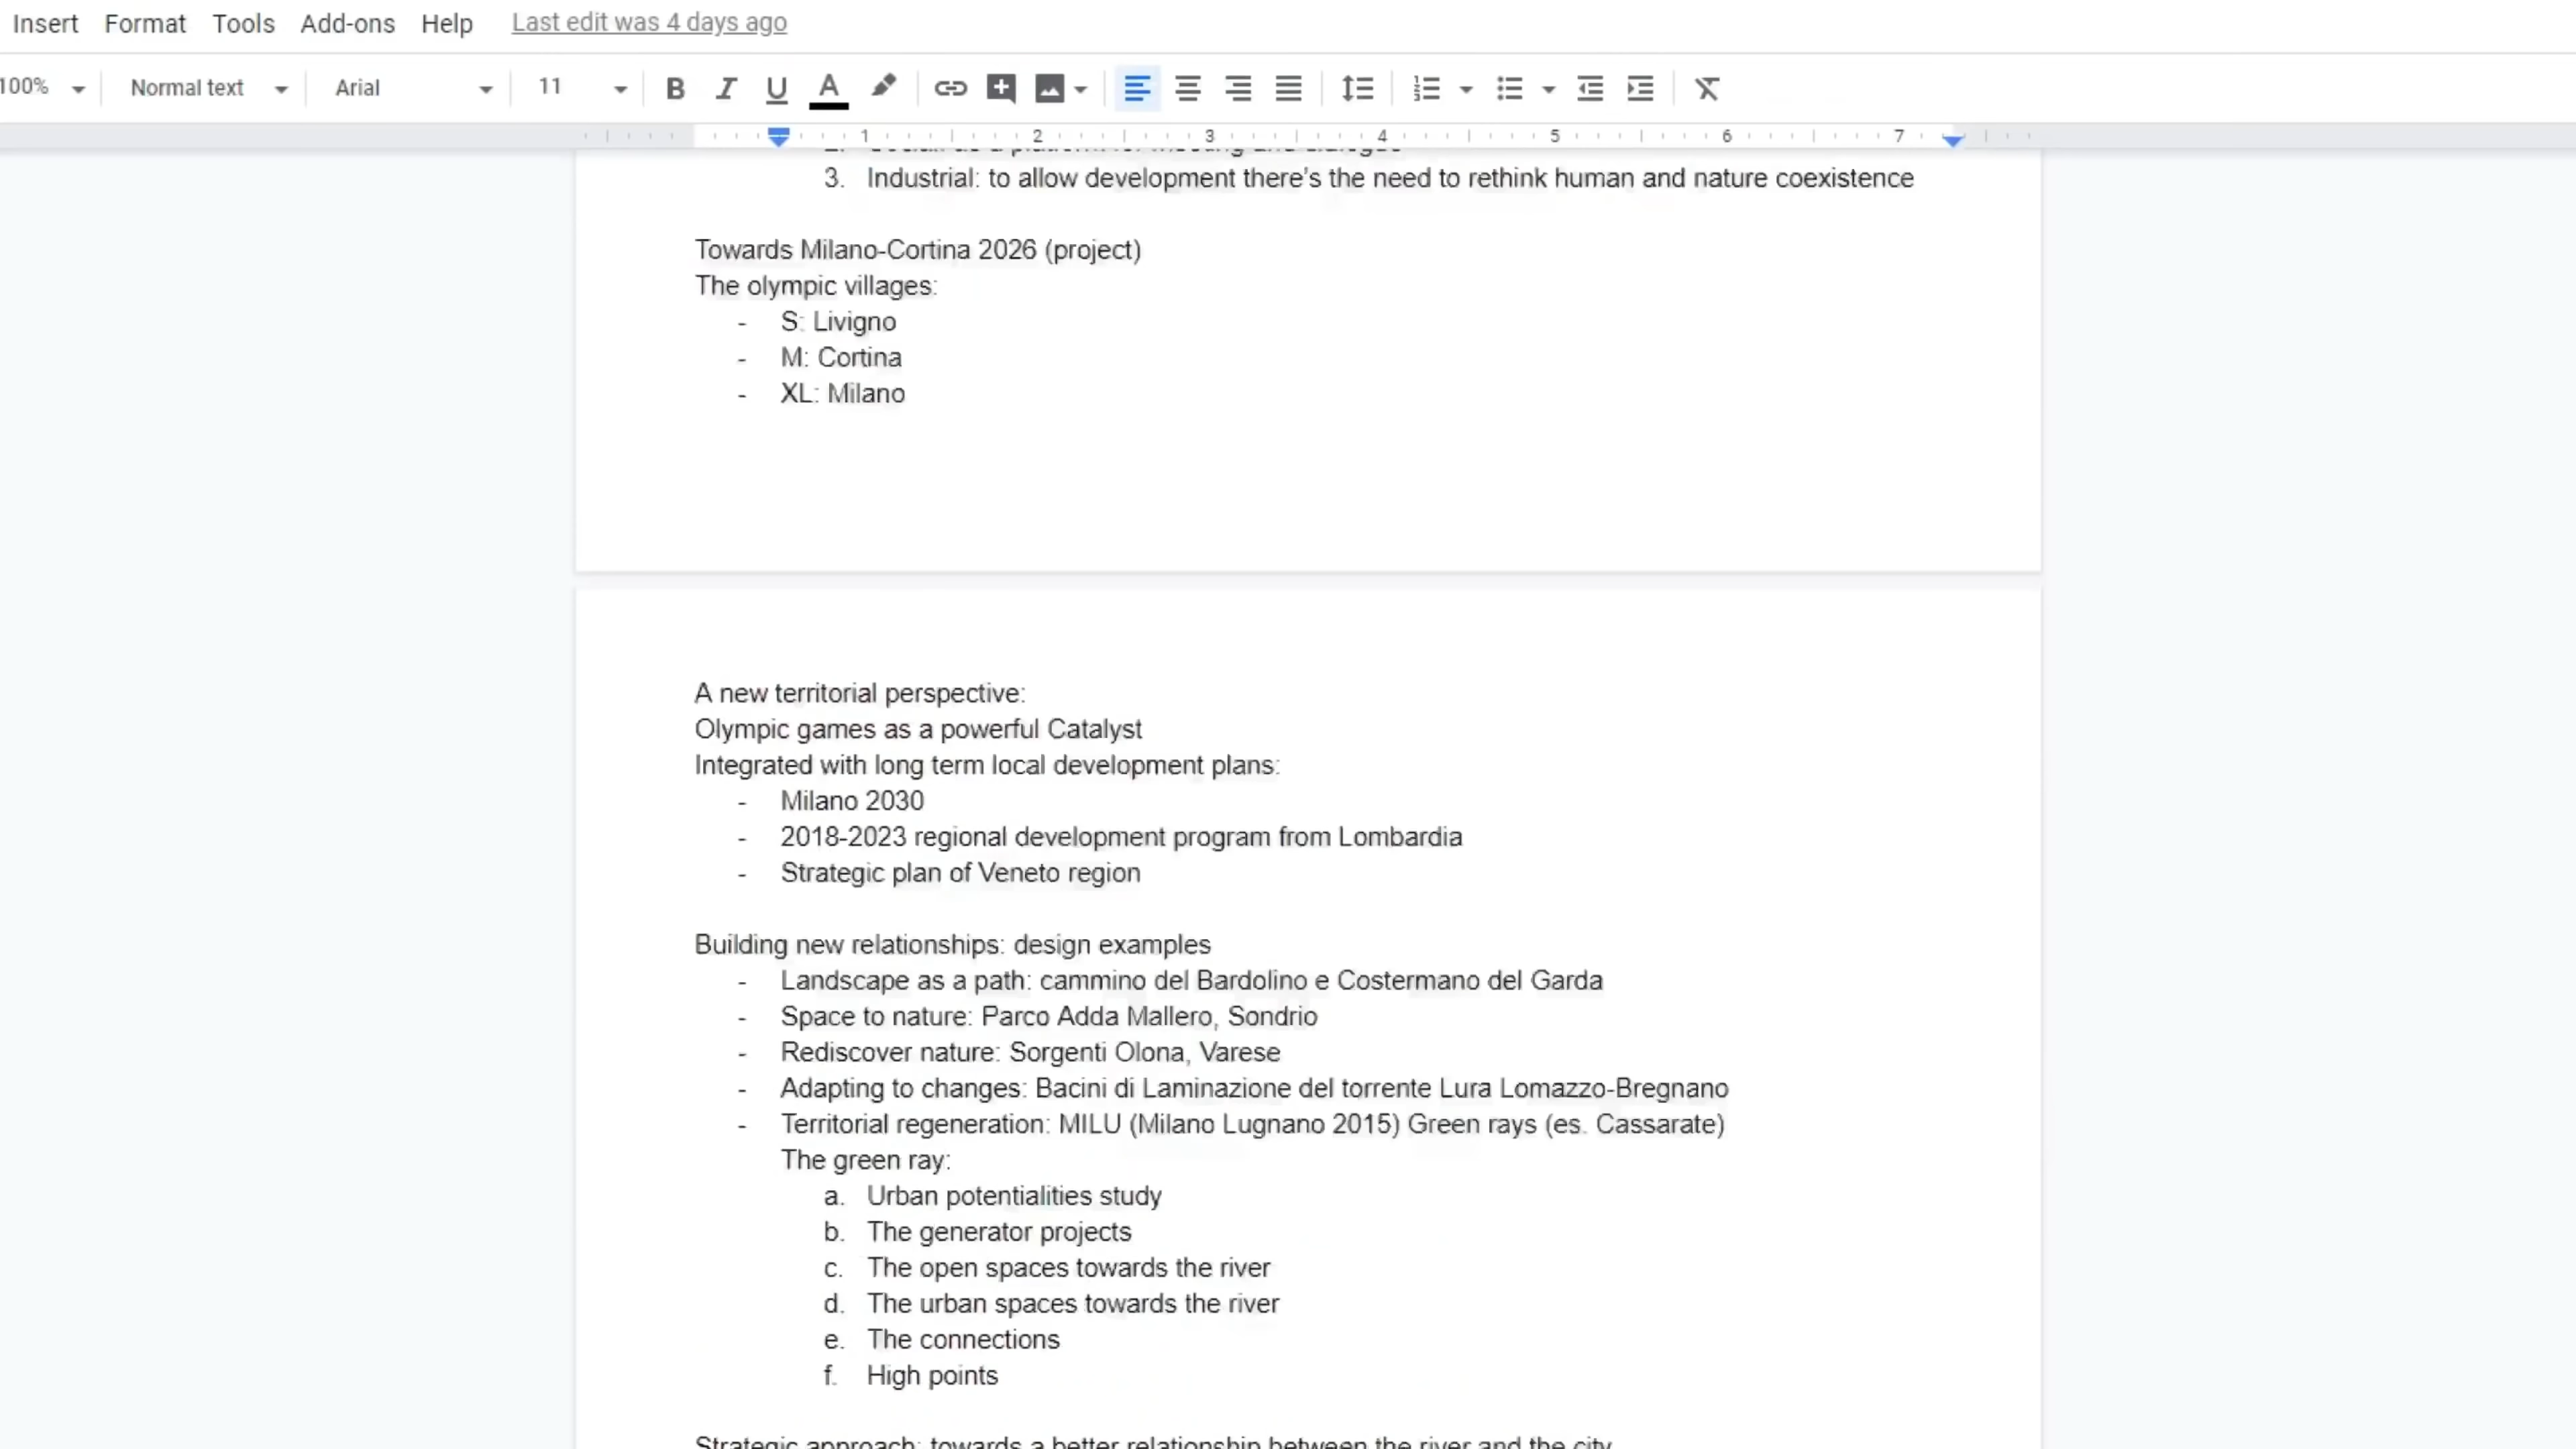 Insert Format Tools Add-ons Help Last edit was 4 days ago
100% Normal text Arial 11
1 2 3 4 5 6 7
3. Industrial: to allow development there's the need to rethink human and nature coexistence
Towards Milano-Cortina 2026 (project)
The olympic villages:
- S: Livigno
- M: Cortina
- XL: Milano
A new territorial perspective:
Olympic games as a powerful Catalyst
Integrated with long term local development plans:
- Milano 2030
- 2018-2023 regional development program from Lombardia
- Strategic plan of Veneto region
Building new relationships: design examples
- Landscape as a path: cammino del Bardolino e Costermano del Garda
- Space to nature: Parco Adda Mallero, Sondrio
- Rediscover nature: Sorgenti Olona, Varese
- Adapting to changes: Bacini di Laminazione del torrente Lura Lomazzo-Bregnano
- Territorial regeneration: MILU (Milano Lugnano 2015) Green rays (es. Cassarate)
The green ray:
a. Urban potentialities study
b. The generator projects
c. The open spaces towards the river
d. The urban spaces towards the river
e. The connections
f. High points
Strategic approach: towards a better relationship between the river and the city